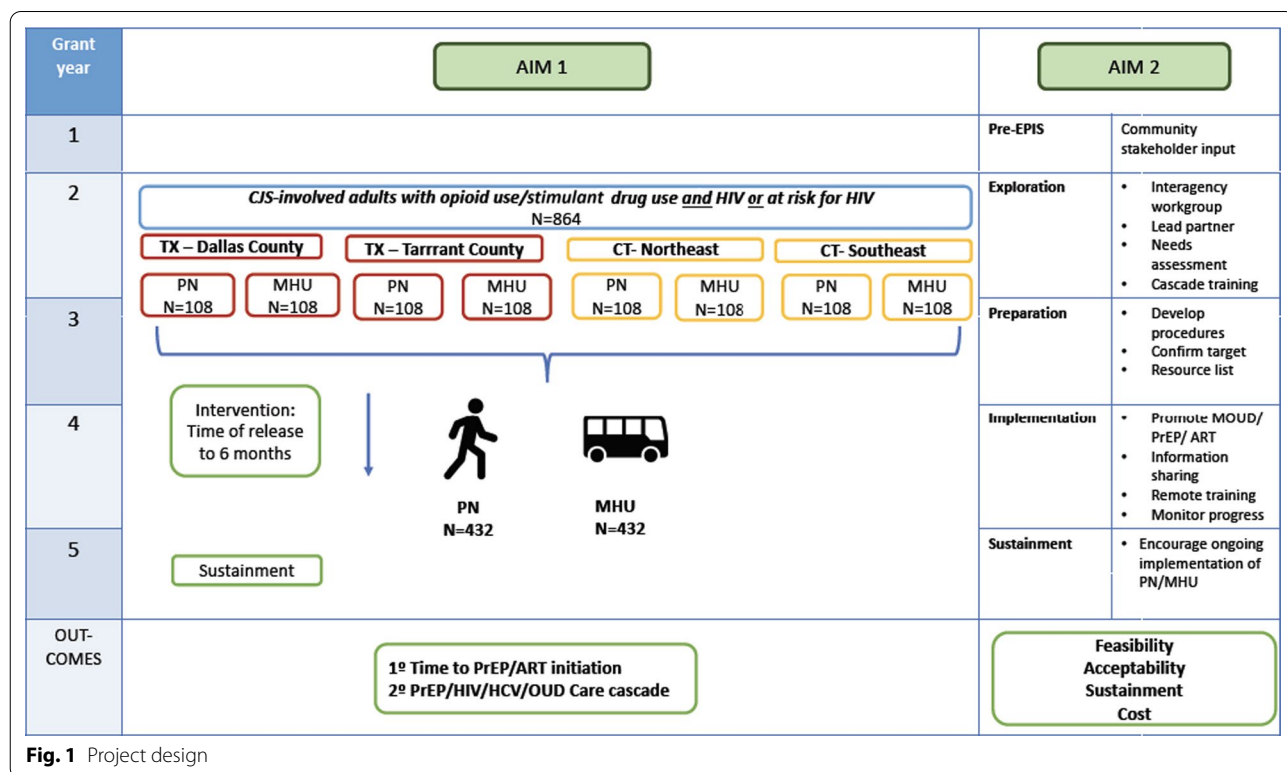 Grant
year
AIM 1
AIM 2
1
Pre-EPIS
Community
stakeholder input
2
CJS-involved adults with opioid use/stimulant drug use and HIV or at risk for HIV
N=864
TX – Dallas County
TX – Tarrrant County
CT- Northeast
CT- Southeast
PN
N=108
MHU
N=108
PN
N=108
MHU
N=108
PN
N=108
MHU
N=108
PN
N=108
MHU
N=108
Exploration
• Interagency
workgroup
• Lead partner
• Needs
assessment
• Cascade training
3
Preparation
• Develop
procedures
• Confirm target
• Resource list
4
Intervention:
Time of release
to 6 months
PN
N=432
MHU
N=432
Implementation
• Promote MOUD/
PrEP/ ART
• Information
sharing
• Remote training
• Monitor progress
5
Sustainment
Sustainment
• Encourage ongoing
implementation of
PN/MHU
OUT-
COMES
1º Time to PrEP/ART initiation
2º PrEP/HIV/HCV/OUD Care cascade
Feasibility
Acceptability
Sustainment
Cost
Fig. 1 Project design